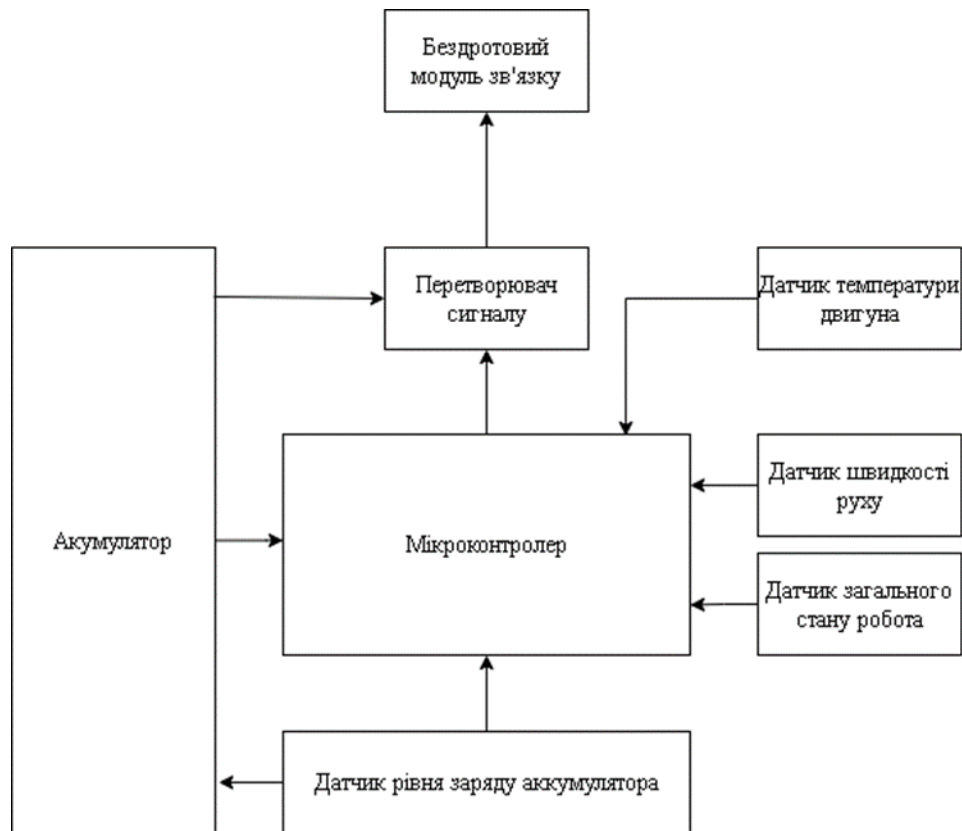 Бездротовий
модуль зв'язку
Перетворювач
сигналу
Датчик температури
двигуна
Датчик швидкості
руху
Акумулятор
Мікроконтролер
Датчик загального
стану робота
Датчик рівня заряду аккумулятора